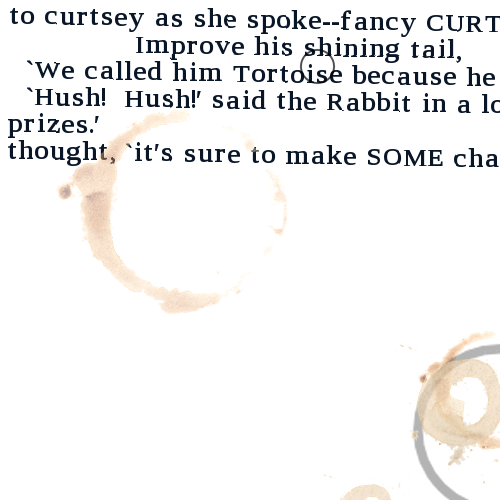 to curtsey as she spoke--fancy CURT
Improve his shining tail,
`We called him Tortoise because he
`Hush!  Hush!' said the Rabbit in a lo
prizes.'
thought, `it's sure to make SOME cha